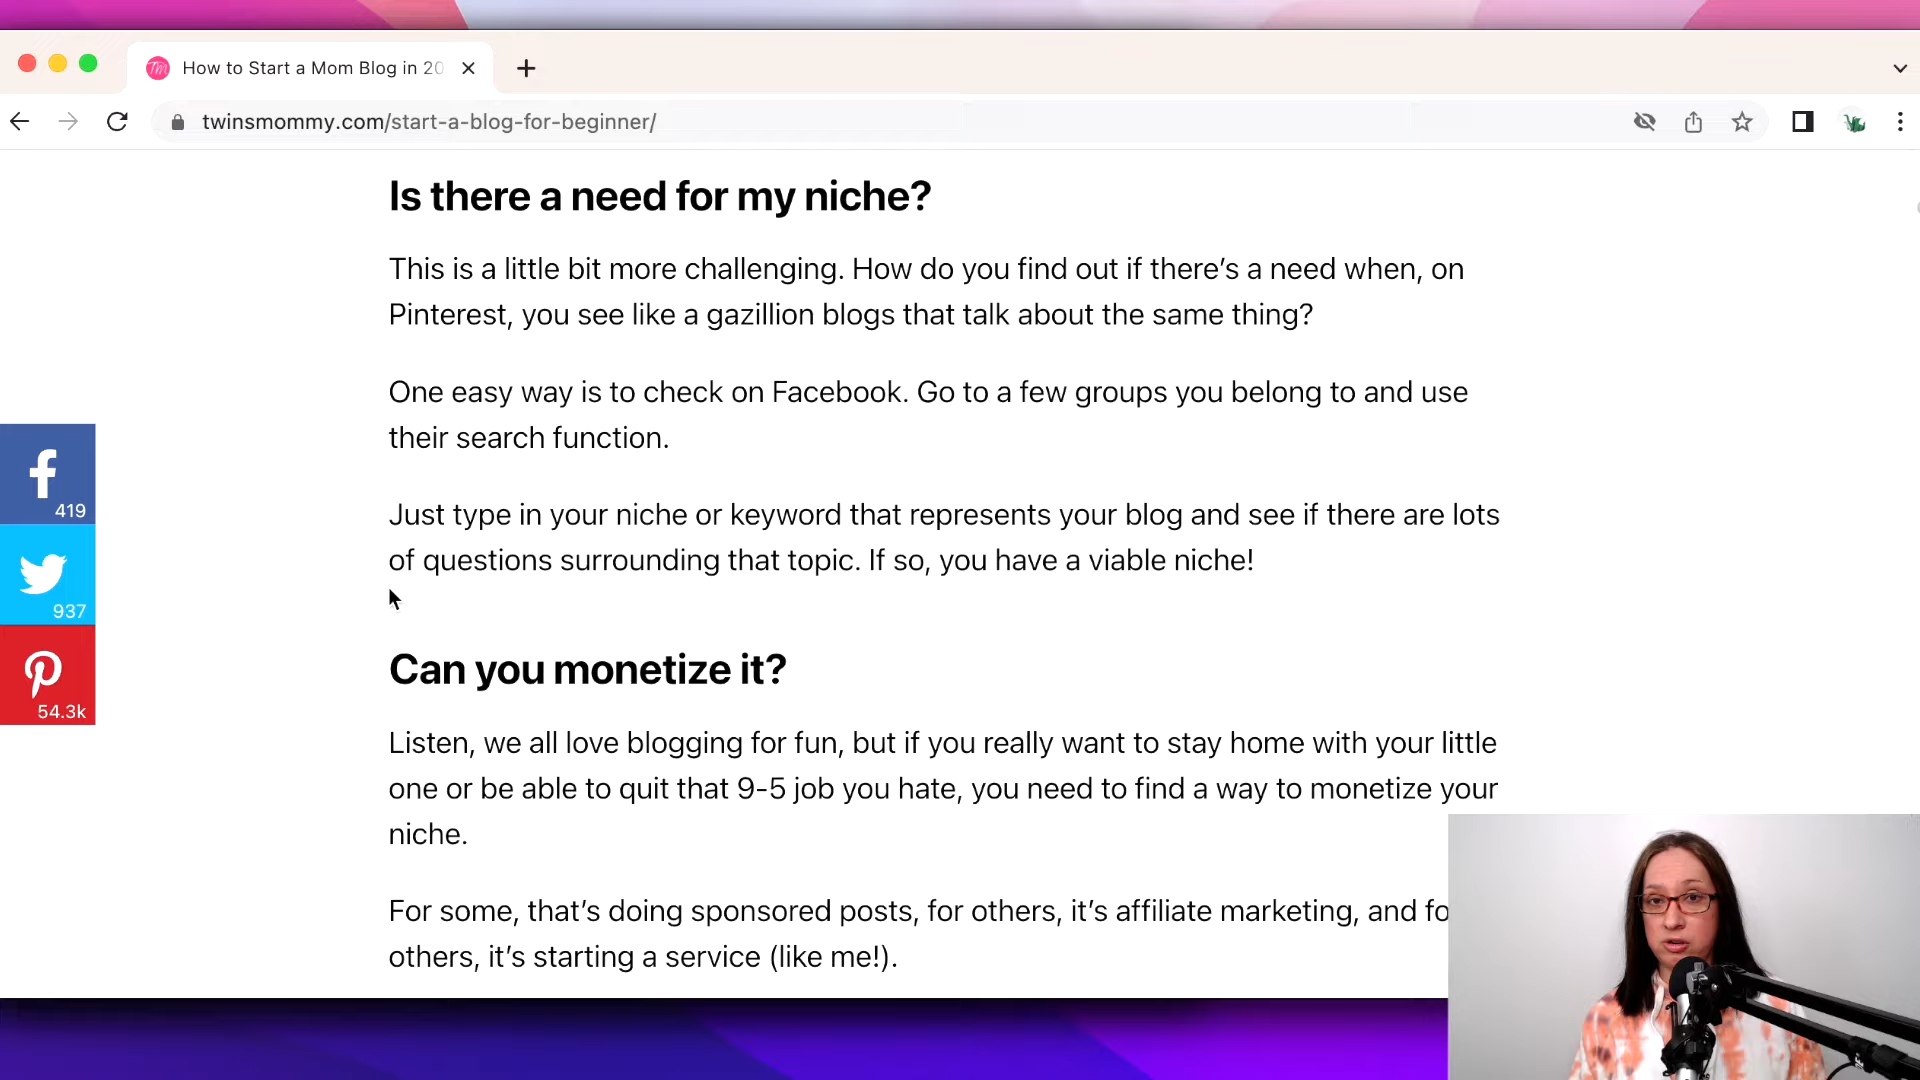 How to Start a Mom Blog in 20
twinsmommy.com/start-a-blog-for-beginner/
Is there a need for my niche?
This is a little bit more challenging. How do you find out if there’s a need when, on
Pinterest, you see like a gazillion blogs that talk about the same thing?
One easy way is to check on Facebook. Go to a few groups you belong to and use
their search function.
Just type in your niche or keyword that represents your blog and see if there are lots
of questions surrounding that topic. If so, you have a viable niche!
419
937
54.3k
Can you monetize it?
Listen, we all love blogging for fun, but if you really want to stay home with your little
one or be able to quit that 9-5 job you hate, you need to find a way to monetize your
niche.
For some, that’s doing sponsored posts, for others, it’s affiliate marketing, and fo
others, it’s starting a service (like me!).